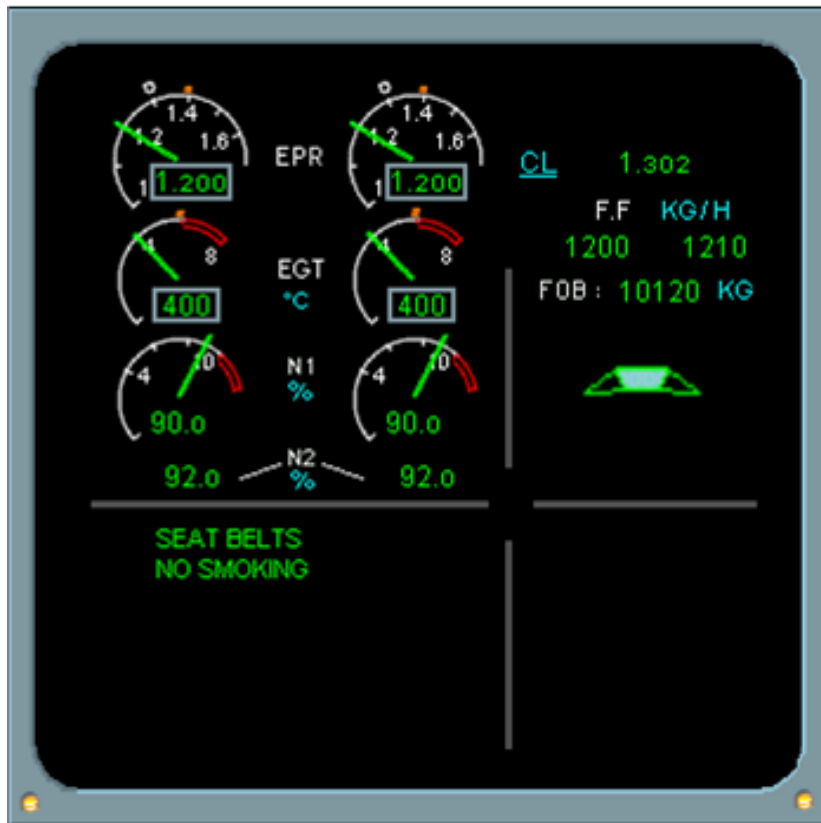 1 1.2 1.4 1.6 EPR 1 1.2 1.4 1.6
1.200 1.200
CL 1.302
F.F KG/H
1200 1210
FOB : 10120 KG
4 8 EGT 4 8
400 °C 400
4 10 N1 4 10
%
90.0 90.0
92.0 N2 92.0
%
SEAT BELTS
NO SMOKING